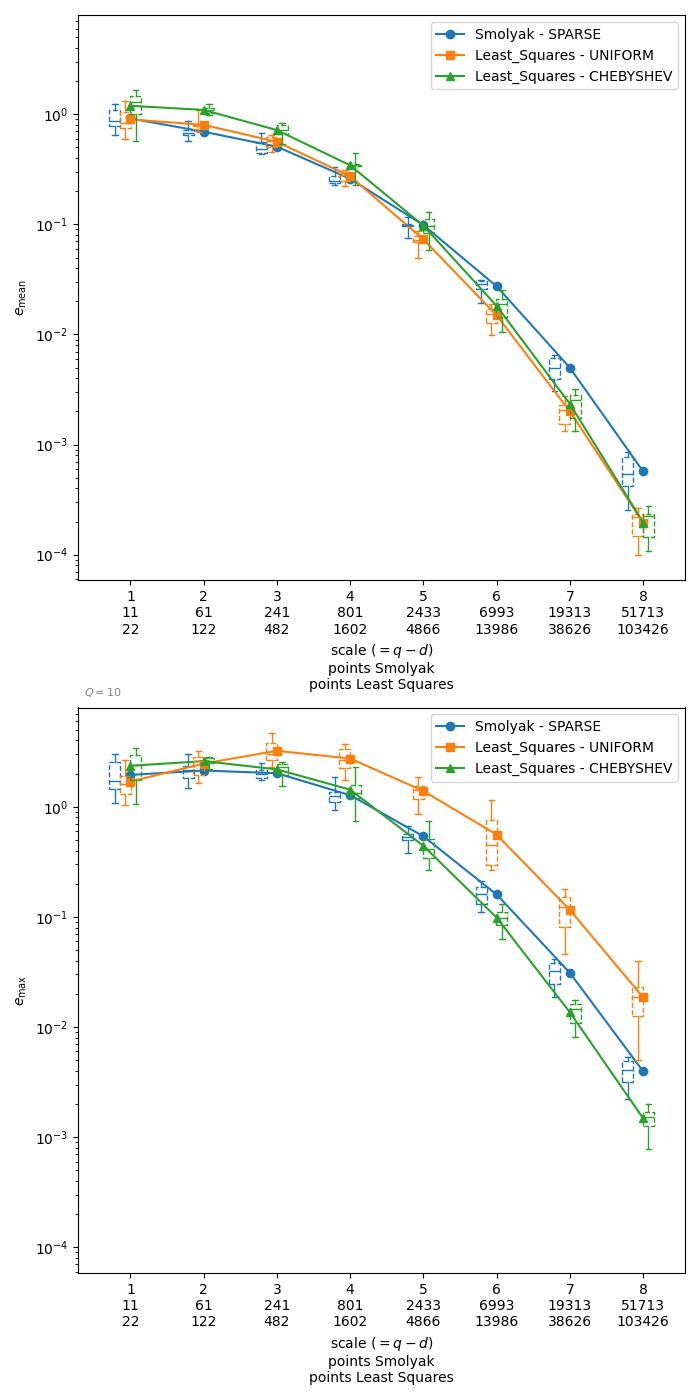 Smolyak - SPARSE
Least_Squares - UNIFORM
Least_Squares - CHEBYSHEV
10⁰
10⁻¹
10⁻²
10⁻³
10⁻⁴
e_mean
1 2 3 4 5 6 7 8
11 61 241 801 2433 6993 19313 51713
22 122 482 1602 4866 13986 38626 103426
scale (= q − d)
points Smolyak
points Least Squares
Q = 10
Smolyak - SPARSE
Least_Squares - UNIFORM
Least_Squares - CHEBYSHEV
10⁰
10⁻¹
10⁻²
10⁻³
10⁻⁴
e_max
1 2 3 4 5 6 7 8
11 61 241 801 2433 6993 19313 51713
22 122 482 1602 4866 13986 38626 103426
scale (= q − d)
points Smolyak
points Least Squares